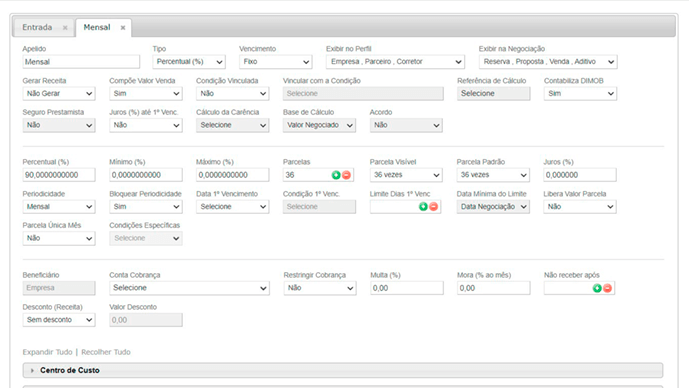 Entrada Mensal
Apelido Tipo Vencimento Exibir no Perfil Exibir na Negociação
Mensal Percentual (%) Fixo Empresa , Parceiro , Corretor Reserva , Proposta , Venda , Aditivo
Gerar Receita Compõe Valor Venda Condição Vinculada Vincular com a Condição Referência de Cálculo Contabiliza DIMOB
Não Gerar Sim Não Selecione Selecione Sim
Seguro Prestamista Juros (%) até 1º Venc. Cálculo da Carência Base de Cálculo Acordo
Não Não Selecione Valor Negociado Não
Percentual (%) Mínimo (%) Máximo (%) Parcelas Parcela Visível Parcela Padrão Juros (%)
90,0000000000 0,0000000000 0,0000000000 36 36 vezes 36 vezes 0,000000
Periodicidade Bloquear Periodicidade Data 1º Vencimento Condição 1º Venc. Limite Dias 1º Venc Data Mínima do Limite Libera Valor Parcela
Mensal Sim Selecione Selecione Data Negociação Não
Parcela Única Mês Condições Específicas
Não Selecione
Beneficiário Conta Cobrança Restringir Cobrança Multa (%) Mora (% ao mês) Não receber após
Empresa Selecione Não 0,00 0,00
Desconto (Receita) Valor Desconto
Sem desconto 0,00
Expandir Tudo | Recolher Tudo
Centro de Custo